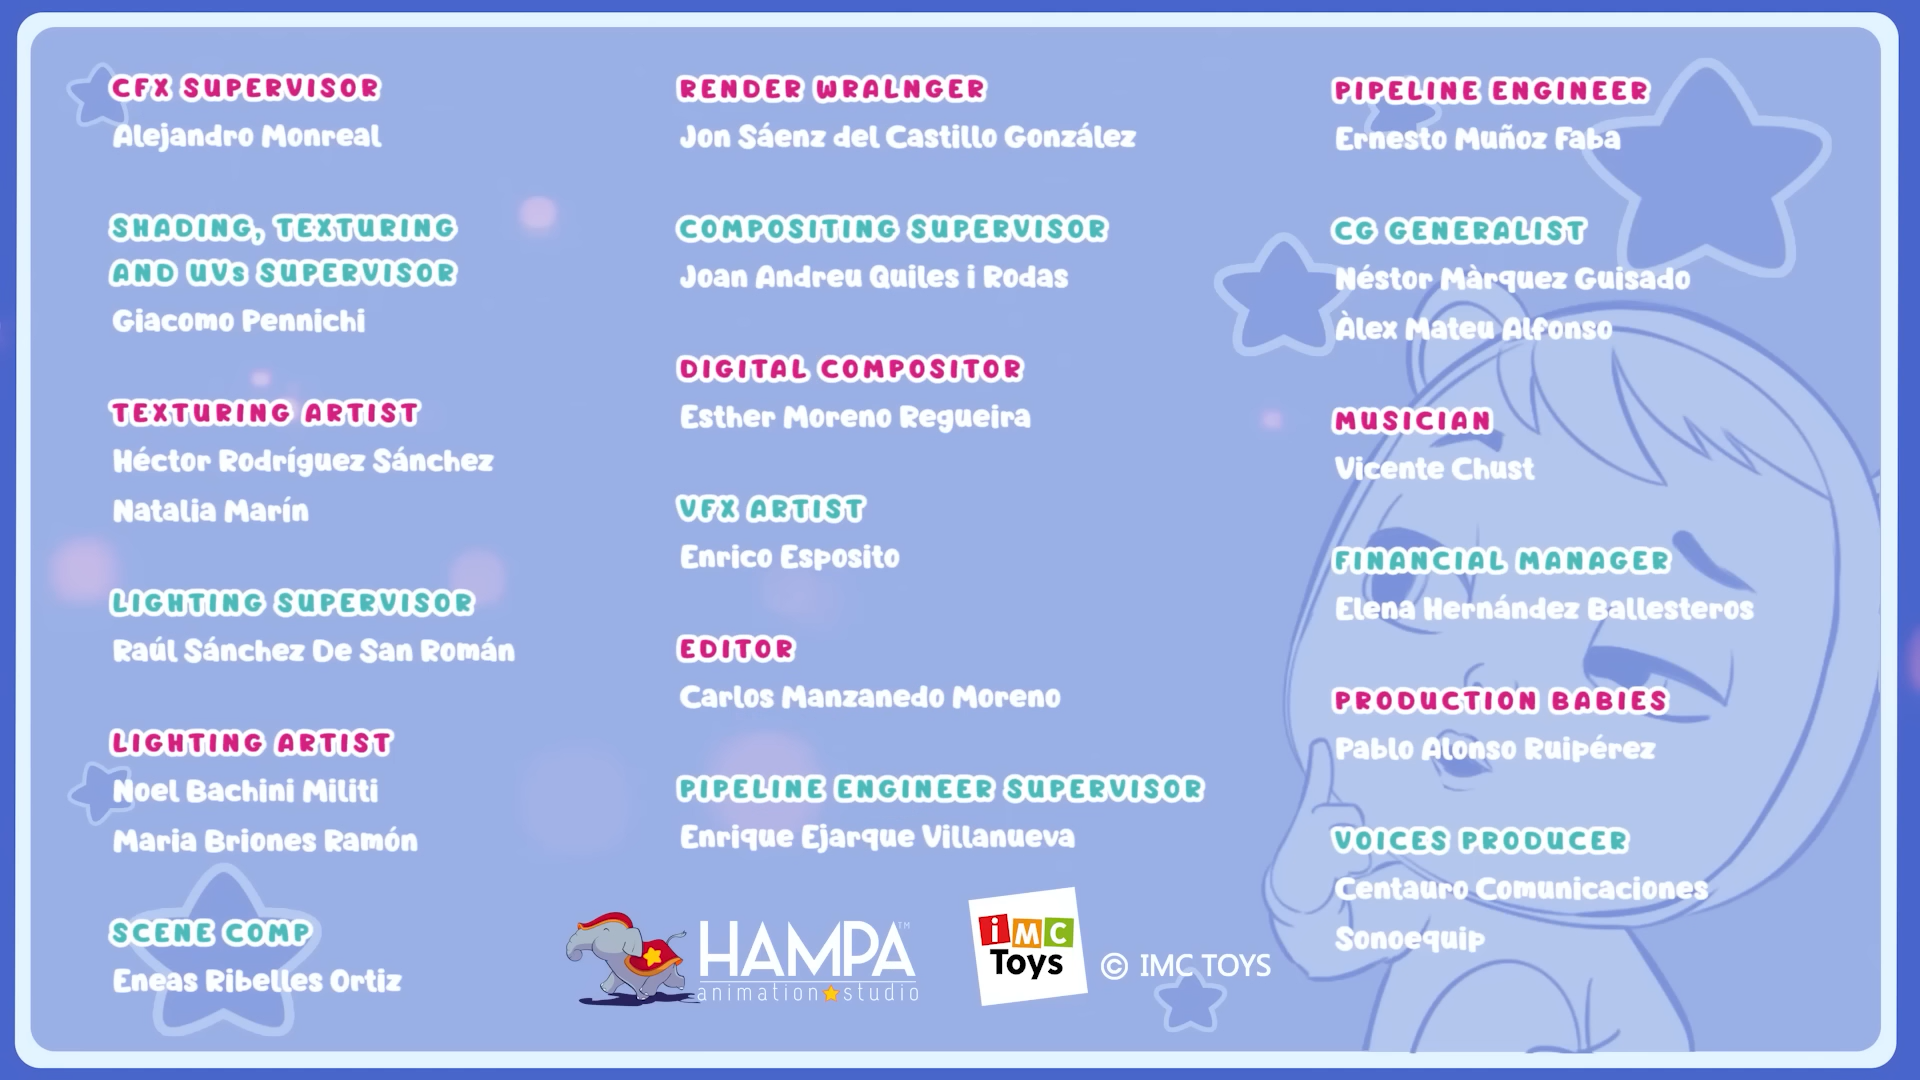 CFX SUPERVISOR
Alejandro Monreal
SHADING, TEXTURING
AND UVs SUPERVISOR
Giacomo Pennichi
TEXTURING ARTIST
Héctor Rodríguez Sánchez
Natalia Marín
LIGHTING SUPERVISOR
Raúl Sánchez De San Román
LIGHTING ARTIST
Noel Bachini Militi
Maria Briones Ramón
SCENE COMP
Eneas Ribelles Ortiz
RENDER WRALNGER
Jon Sáenz del Castillo González
COMPOSITING SUPERVISOR
Joan Andreu Quiles i Rodas
DIGITAL COMPOSITOR
Esther Moreno Regueira
VFX ARTIST
Enrico Esposito
EDITOR
Carlos Manzanedo Moreno
PIPELINE ENGINEER SUPERVISOR
Enrique Ejarque Villanueva
HAMPA™
animation studio
iMC
Toys
© IMC TOYS
PIPELINE ENGINEER
Ernesto Muñoz Faba
CG GENERALIST
Néstor Màrquez Guisado
Àlex Mateu Alfonso
MUSICIAN
Vicente Chust
FINANCIAL MANAGER
Elena Hernández Ballesteros
PRODUCTION BABIES
Pablo Alonso Ruipérez
VOICES PRODUCER
Centauro Comunicaciones
Sonoequip